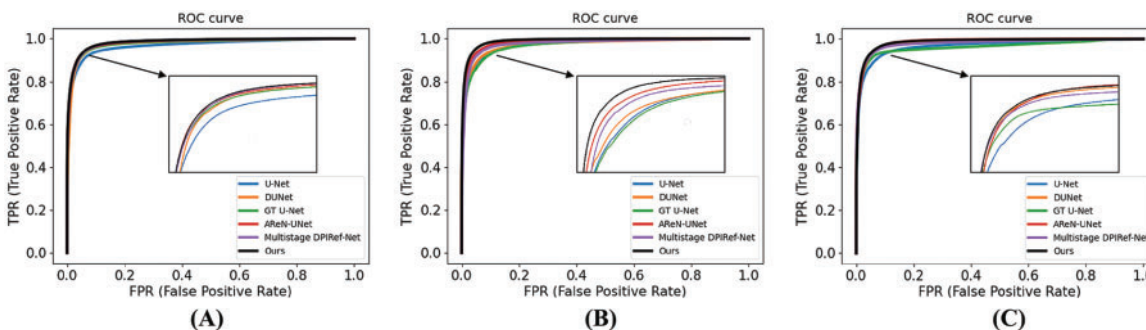 ROC curve
TPR (True Positive Rate)
1.0
0.8
0.6
0.4
0.2
0.0
U-Net
DUNet
GT U-Net
AReN-UNet
Multistage DPIRef-Net
Ours
0.0 0.2 0.4 0.6 0.8 1.0
FPR (False Positive Rate)
(A)
ROC curve
TPR (True Positive Rate)
1.0
0.8
0.6
0.4
0.2
0.0
U-Net
DUNet
GT U-Net
AReN-UNet
Multistage DPIRef-Net
Ours
0.0 0.2 0.4 0.6 0.8 1.0
FPR (False Positive Rate)
(B)
ROC curve
TPR (True Positive Rate)
1.0
0.8
0.6
0.4
0.2
0.0
U-Net
DUNet
GT U-Net
AReN-UNet
Multistage DPIRef-Net
Ours
0.0 0.2 0.4 0.6 0.8 1.0
FPR (False Positive Rate)
(C)